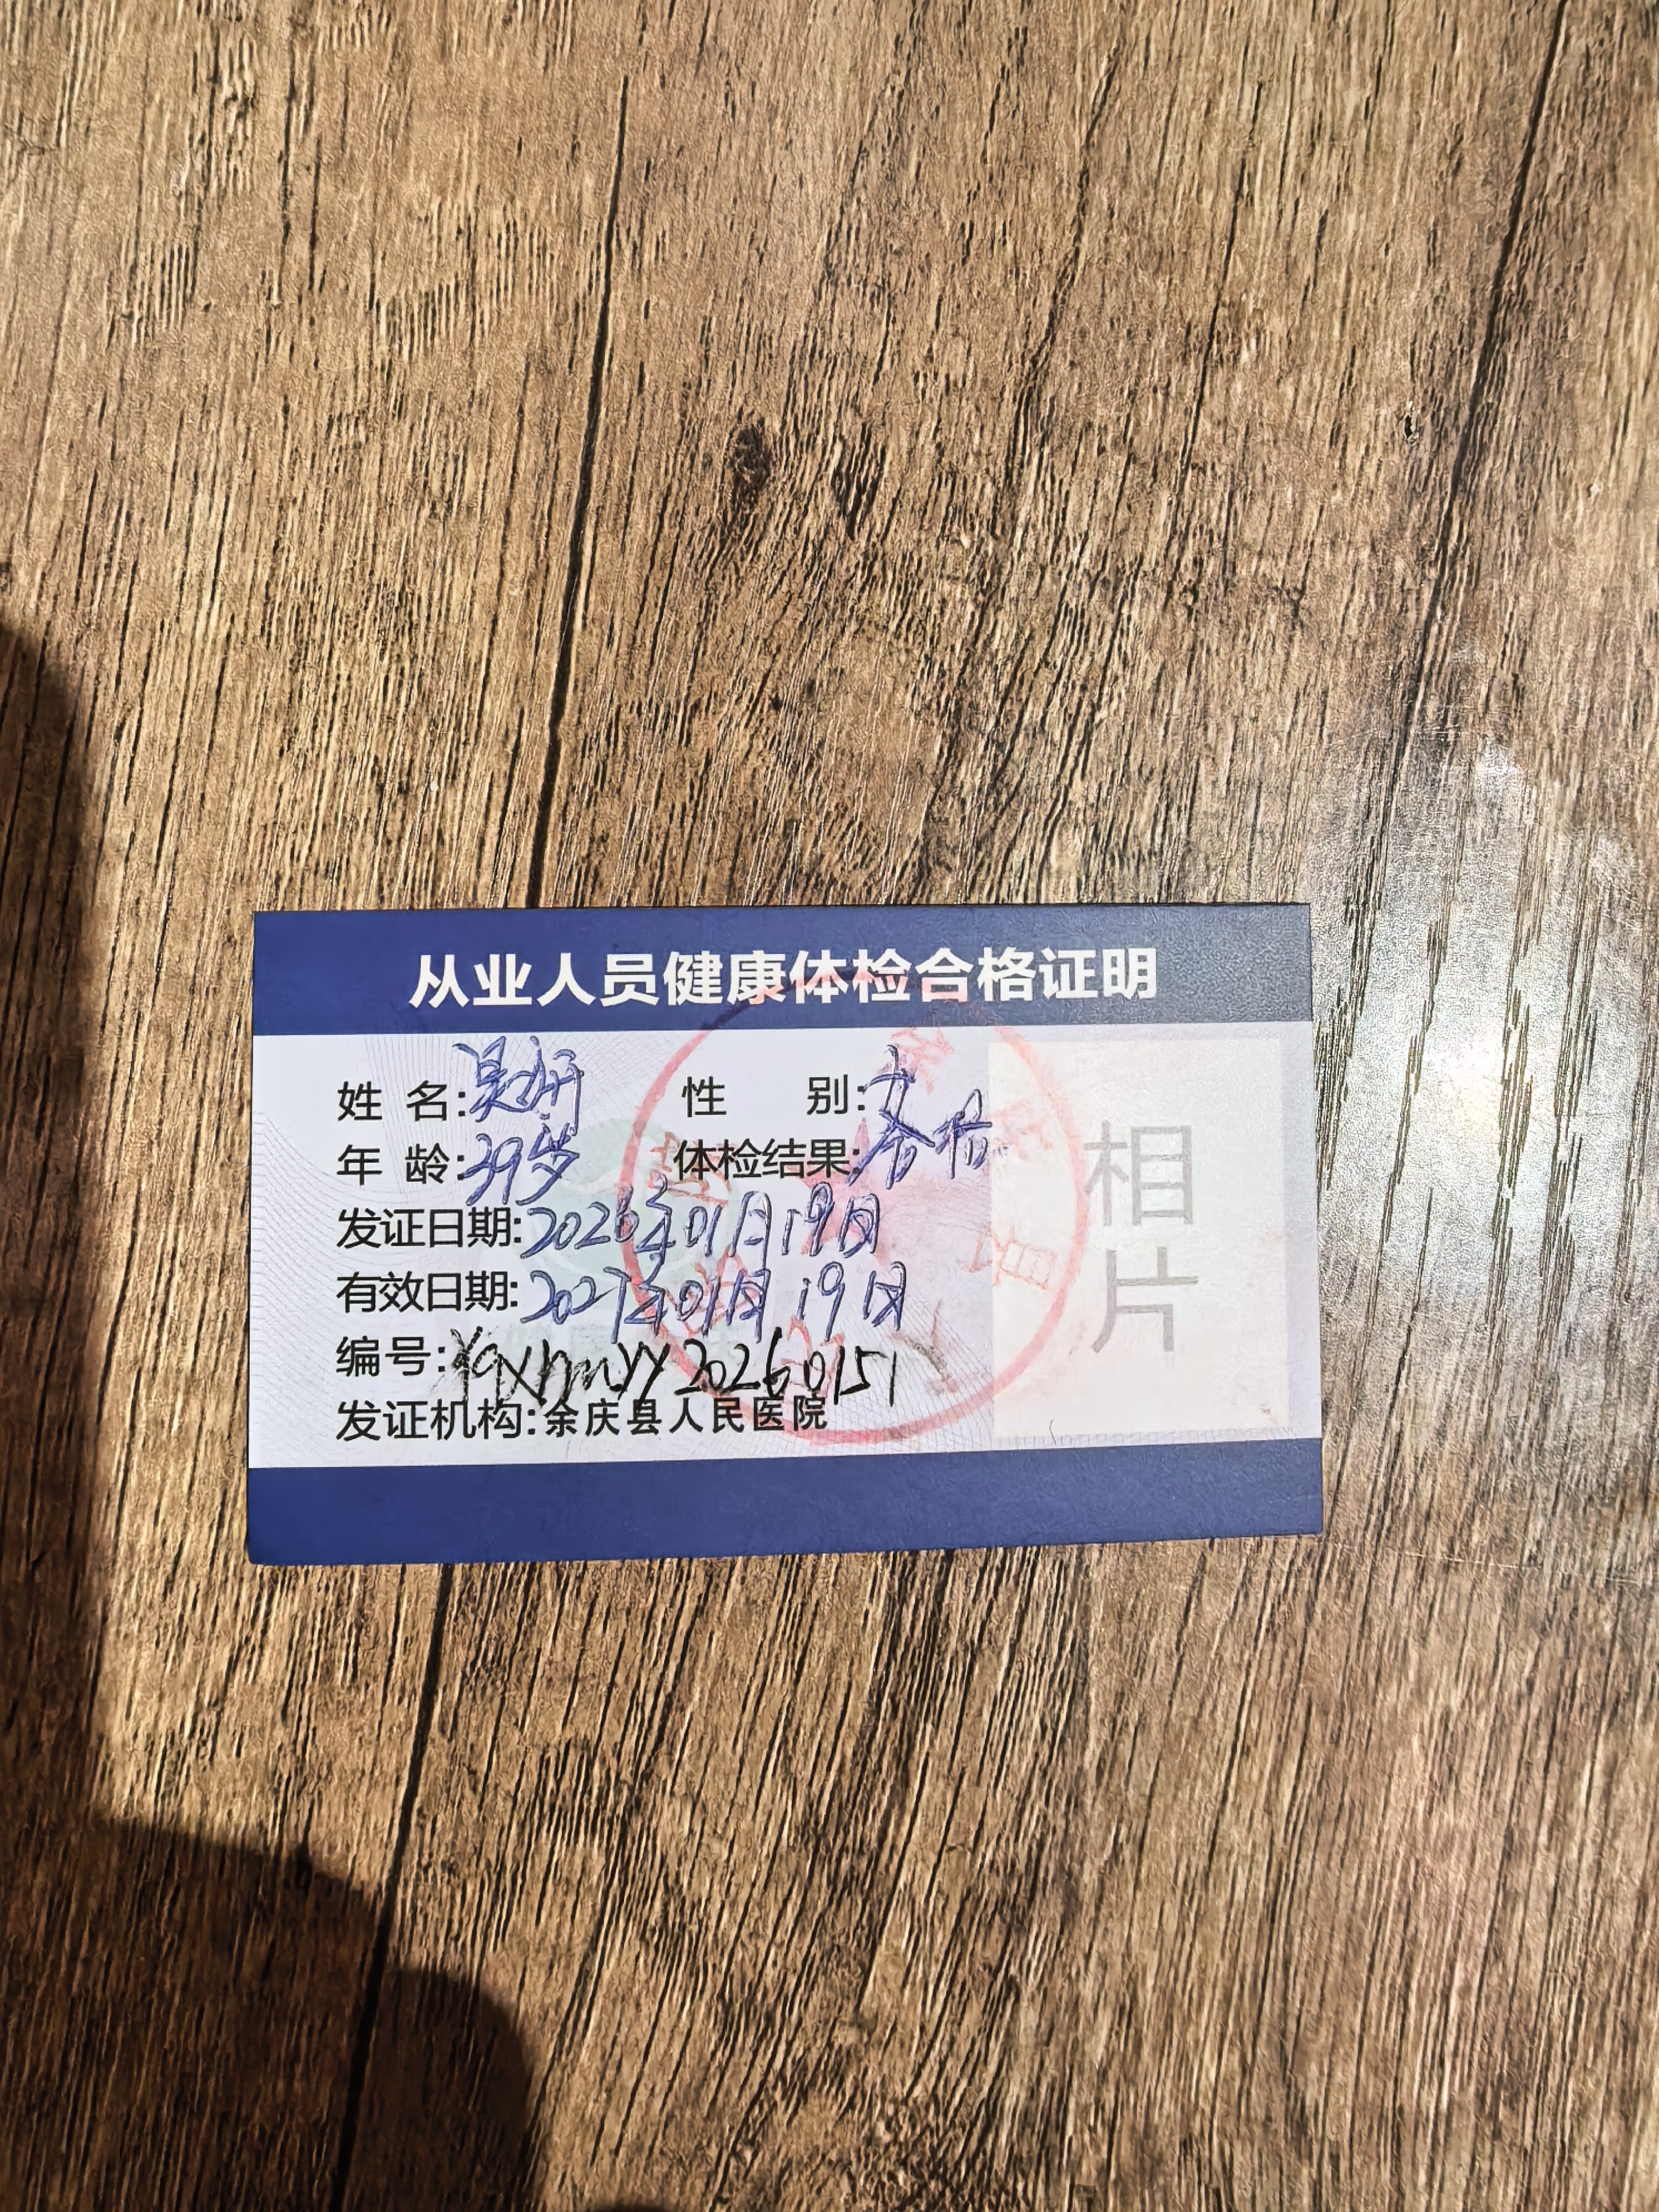 从业人员健康体检合格证明
姓名:吴妍 性别:女
年龄:39岁 体检结果:合格
发证日期:2026年01月19日
有效日期:2027年01月19日
编号:YqxRmyy20260151
发证机构:余庆县人民医院
相片